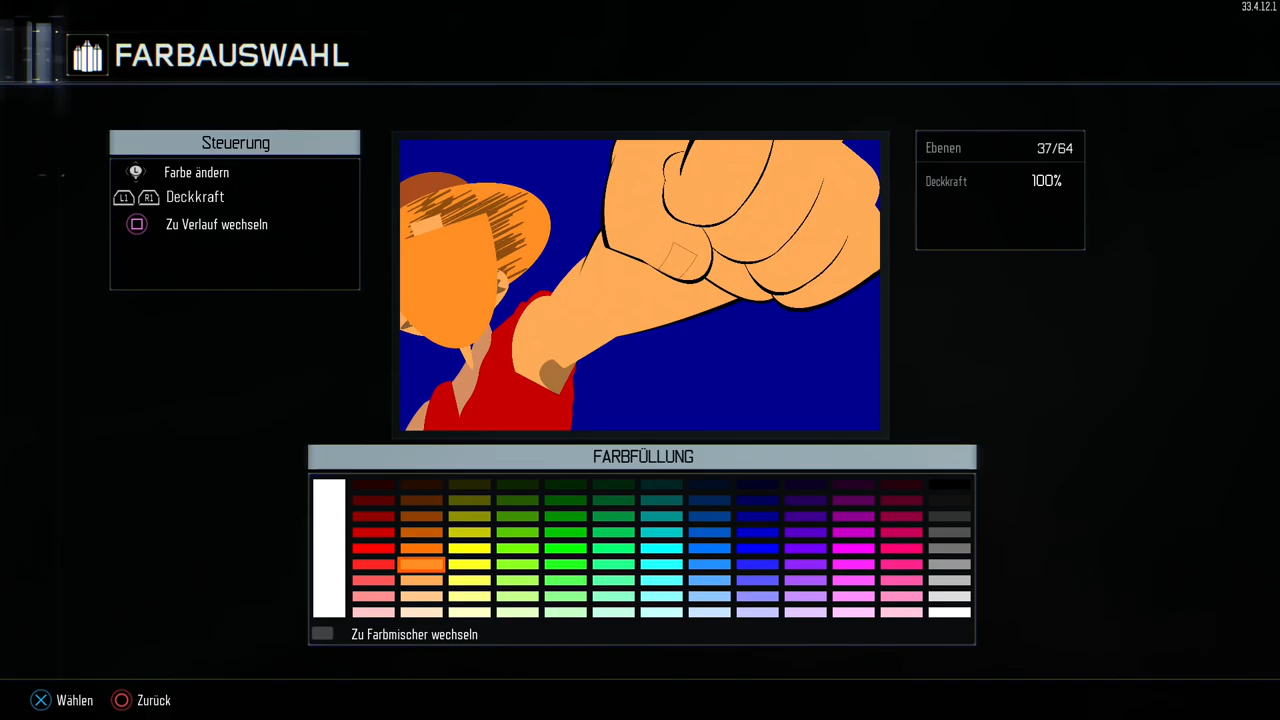 33.4.12.1
FARBAUSWAHL
Steuerung
L Farbe ändern
L1 R1 Deckkraft
Zu Verlauf wechseln
Ebenen 37/64
Deckkraft 100%
FARBFÜLLUNG
Zu Farbmischer wechseln
Wählen Zurück